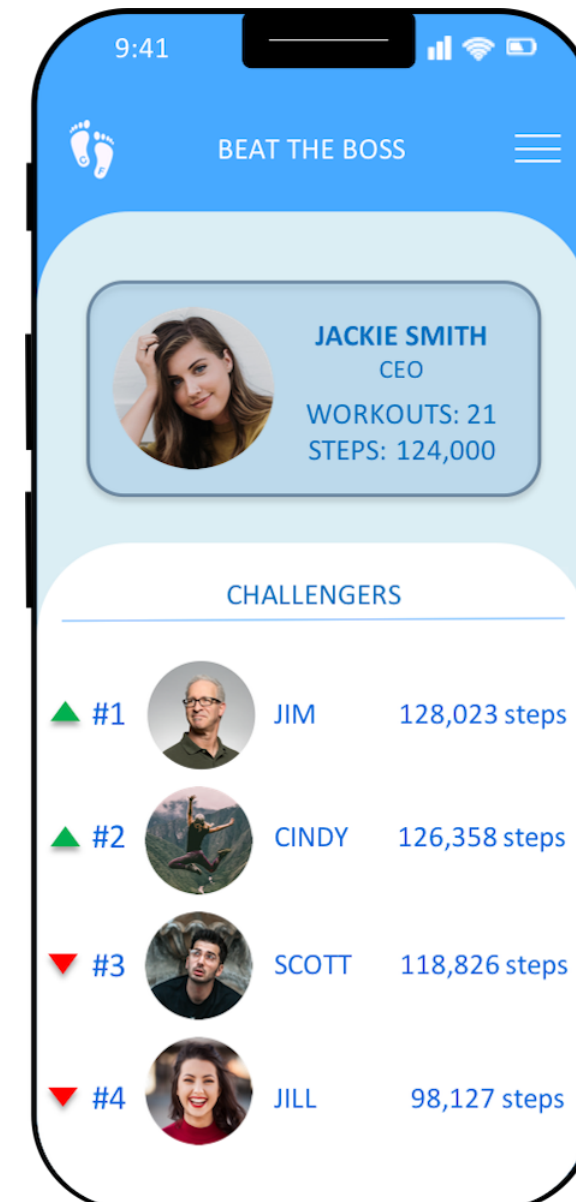 9:41
BEAT THE BOSS
G F
JACKIE SMITH
CEO
WORKOUTS: 21
STEPS: 124,000
CHALLENGERS
#1 JIM 128,023 steps
#2 CINDY 126,358 steps
#3 SCOTT 118,826 steps
#4 JILL 98,127 steps